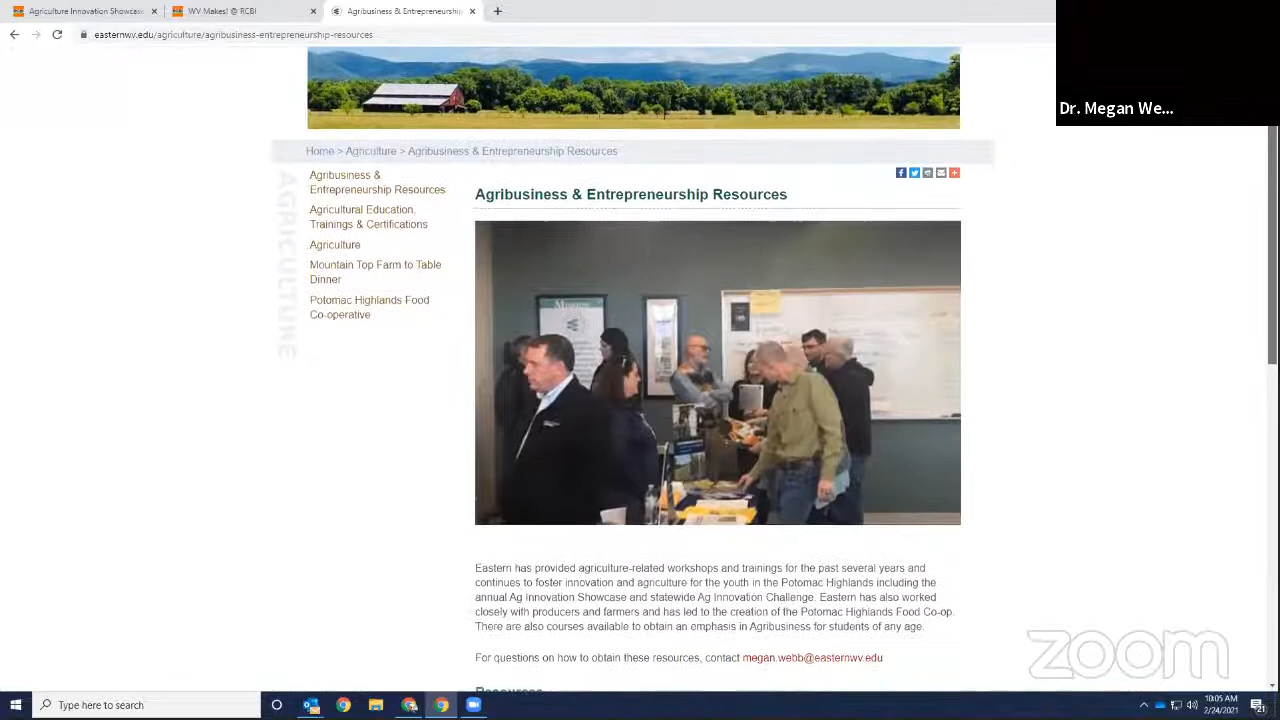 Agriculture Innovation Showcase
WV Makes! @ RCBI
Agribusiness & Entrepreneurship
easternwv.edu/agriculture/agribusiness-entrepreneurship-resources
Dr. Megan We...
Home > Agriculture > Agribusiness & Entrepreneurship Resources
AGRICULTURE
Agribusiness &
Entrepreneurship Resources
Agricultural Education,
Trainings & Certifications
Agriculture
Mountain Top Farm to Table
Dinner
Potomac Highlands Food
Co-operative
Agribusiness & Entrepreneurship Resources
Eastern has provided agriculture-related workshops and trainings for the past several years and
continues to foster innovation and agriculture for the youth in the Potomac Highlands including the
annual Ag Innovation Showcase and statewide Ag Innovation Challenge. Eastern has also worked
closely with producers and farmers and has led to the creation of the Potomac Highlands Food Co-op.
There are also courses available to obtain an emphasis in Agribusiness for students of any age.
For questions on how to obtain these resources, contact megan.webb@easternwv.edu
Resources
zoom
Type here to search
10:05 AM
2/24/2021